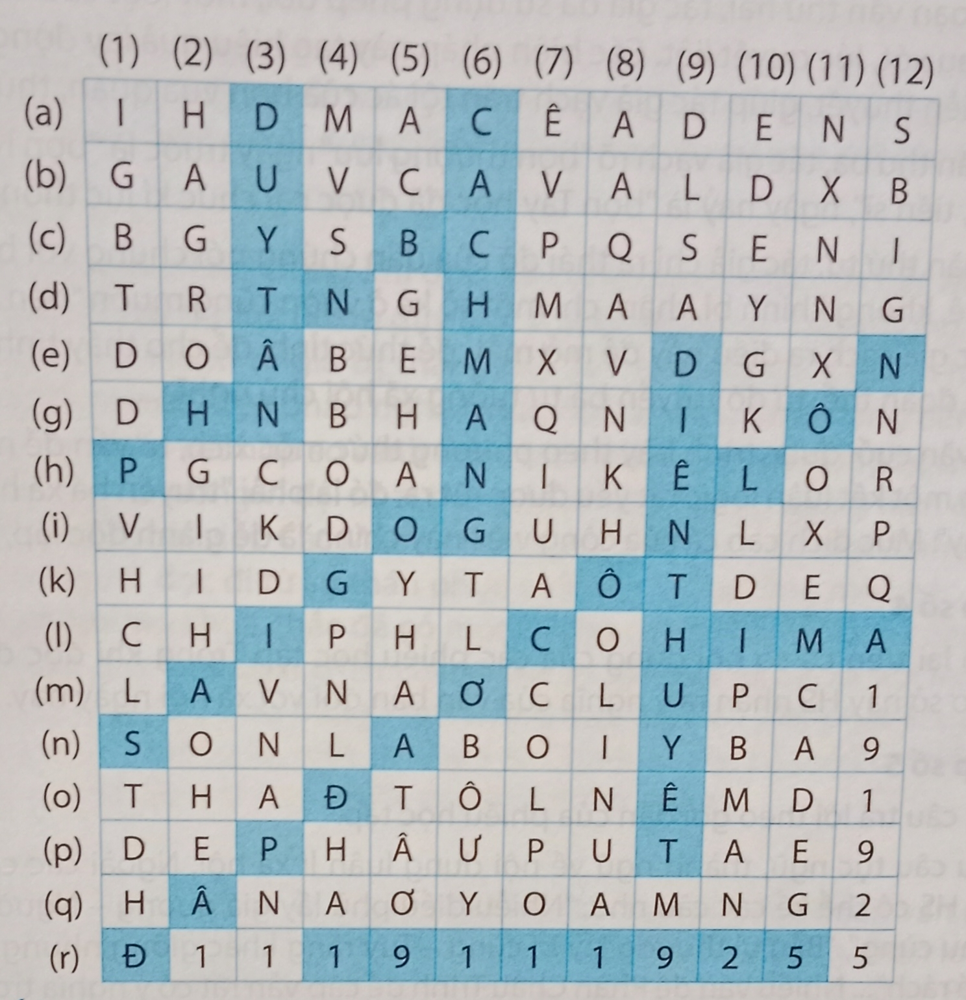 (1) (2) (3) (4) (5) (6) (7) (8) (9) (10) (11) (12)
(a) I H D M A C Ê A D E N S
(b) G A U V C A V A L D X B
(c) B G Y S B C P Q S E N I
(d) T R T N G H M A A Y N G
(e) D O Â B E M X V D G X N
(g) D H N B H A Q N I K Ô N
(h) P G C O A N I K Ê L O R
(i) V I K D O G U H N L X P
(k) H I D G Y T A Ô T D E Q
(l) C H I P H L C O H I M A
(m) L A V N A Ơ C L U P C 1
(n) S O N L A B O I Y B A 9
(o) T H A Đ T Ô L N Ê M D 1
(p) D E P H Â Ư P U T A E 9
(q) H Â N A Ơ Y O A M N G 2
(r) Đ 1 1 1 9 1 1 1 9 2 5 5